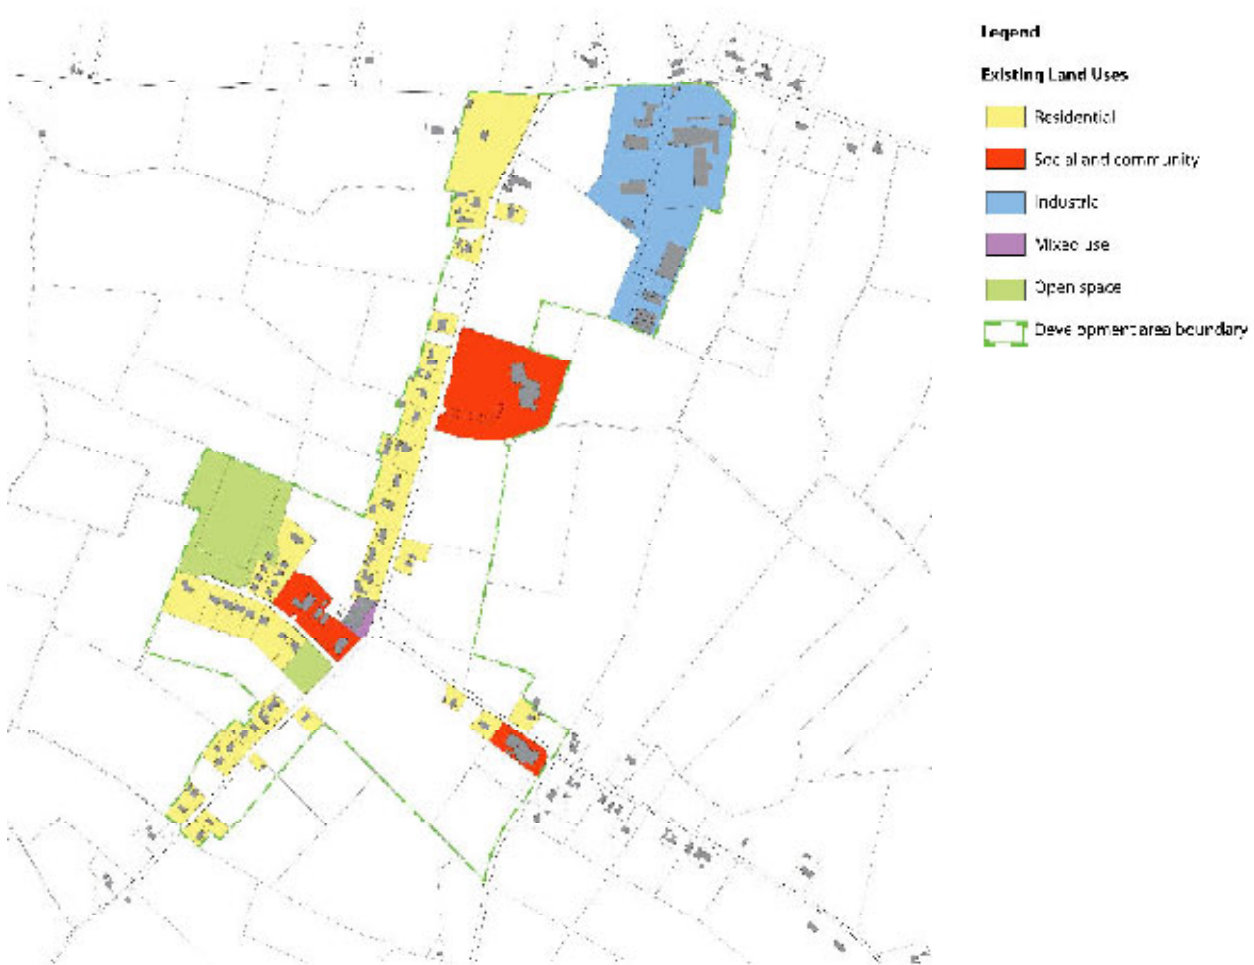 Legend
Existing Land Uses
Residential
Social and community
Industrial
Mixed use
Open space
Development area boundary